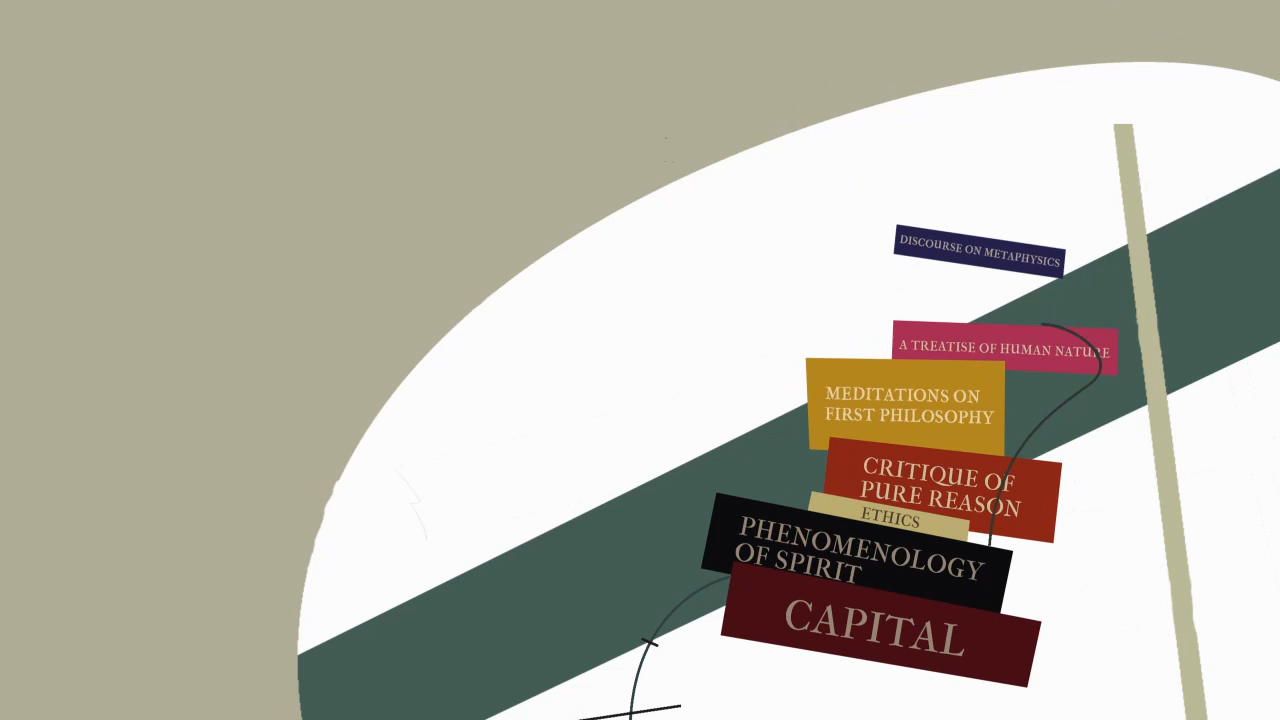 DISCOURSE ON METAPHYSICS
A TREATISE OF HUMAN NATURE
MEDITATIONS ON
FIRST PHILOSOPHY
CRITIQUE OF
PURE REASON
ETHICS
PHENOMENOLOGY
OF SPIRIT
CAPITAL